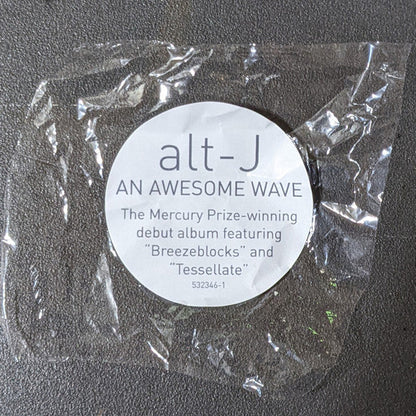 alt-J
AN AWESOME WAVE
The Mercury Prize-winning
debut album featuring
“Breezeblocks” and
“Tessellate”
532346-1